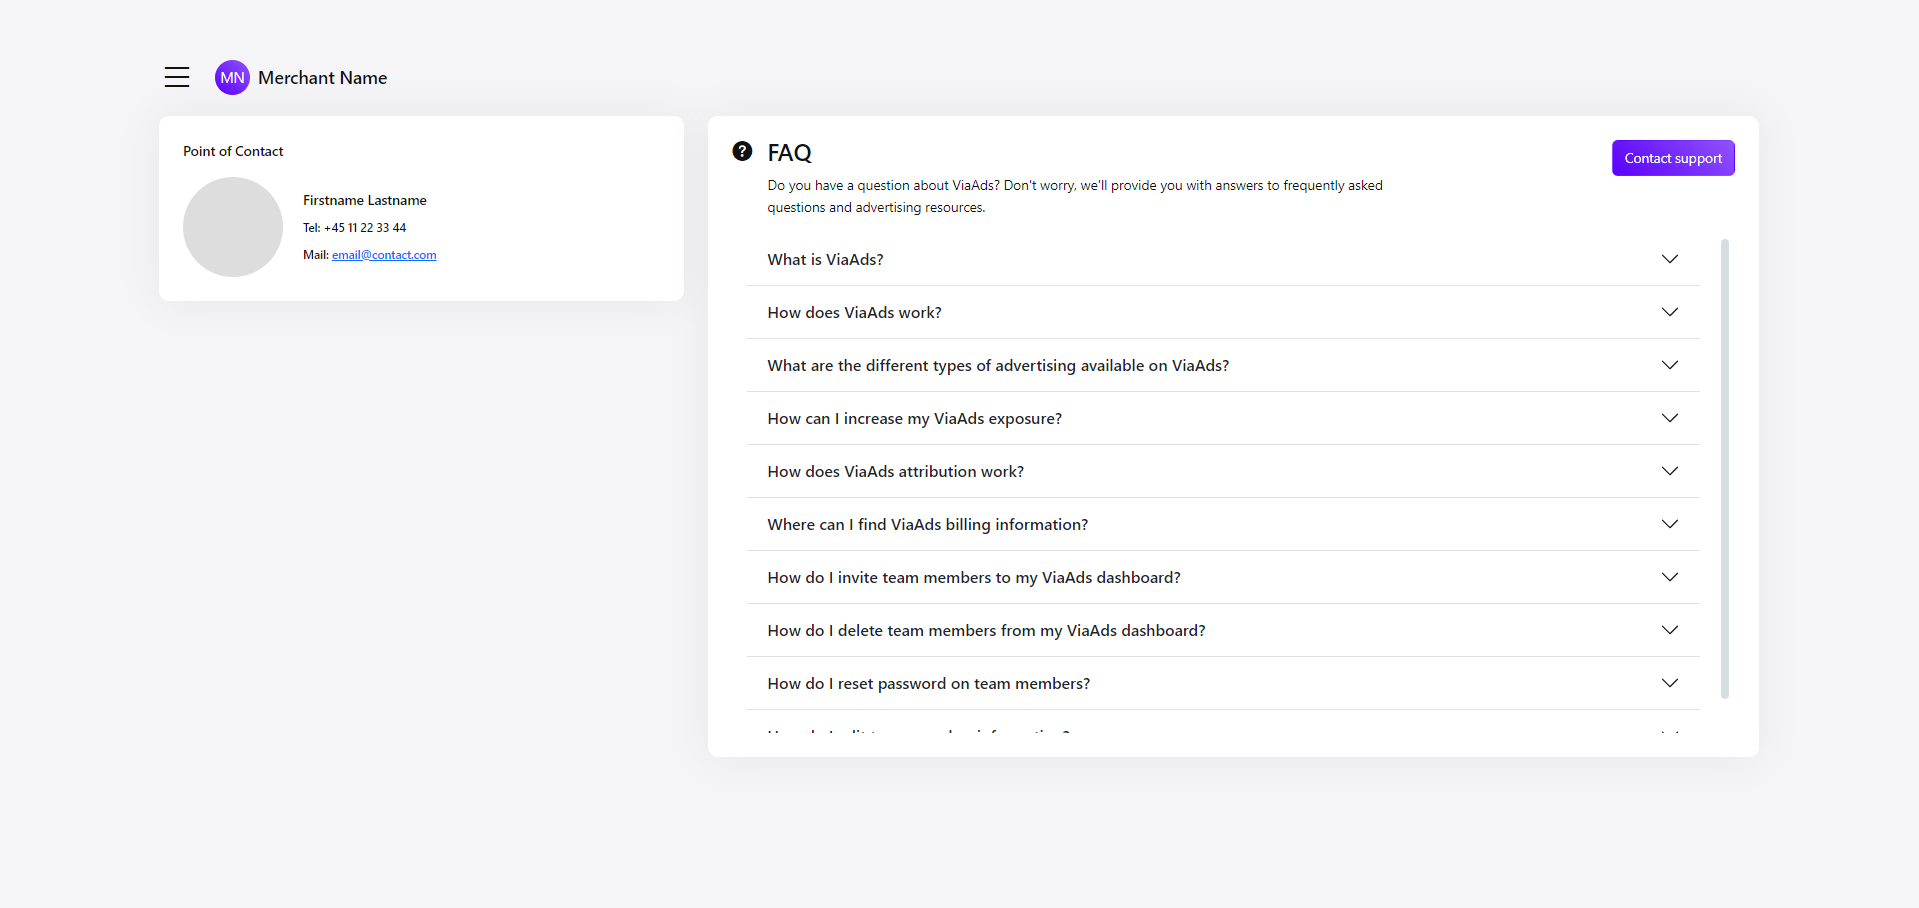 MN Merchant Name
Point of Contact
Firstname Lastname
Tel: +45 11 22 33 44
Mail: email@contact.com
? FAQ
Contact support
Do you have a question about ViaAds? Don't worry, we'll provide you with answers to frequently asked
questions and advertising resources.
What is ViaAds?
How does ViaAds work?
What are the different types of advertising available on ViaAds?
How can I increase my ViaAds exposure?
How does ViaAds attribution work?
Where can I find ViaAds billing information?
How do I invite team members to my ViaAds dashboard?
How do I delete team members from my ViaAds dashboard?
How do I reset password on team members?